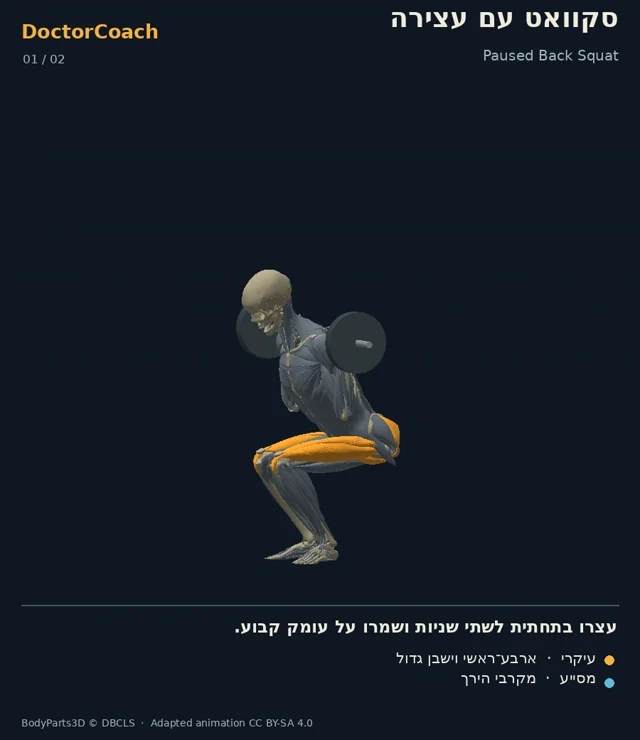 סקוואט עם עצירה
DoctorCoach
Paused Back Squat
01 / 02
עצרו בתחתית לשתי שניות ושמרו על עומק קבוע.
עיקרי · ארבע־ראשי וישבן גדול
מסייע · מקרבי הירך
BodyParts3D © DBCLS · Adapted animation CC BY-SA 4.0